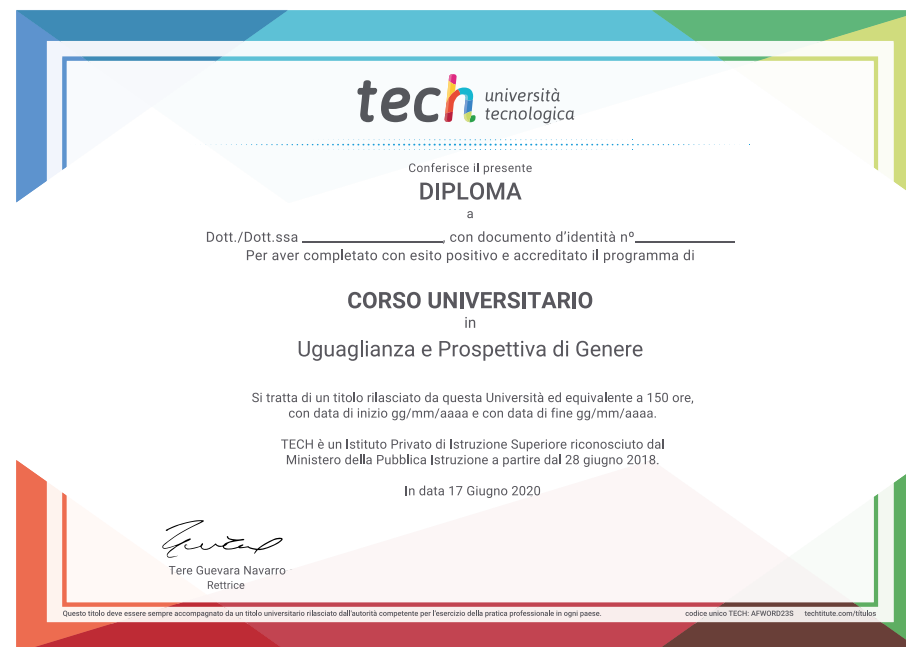 tech università
tecnologica
Conferisce il presente
DIPLOMA
a
Dott./Dott.ssa ____________________, con documento d'identità nº______________
Per aver completato con esito positivo e accreditato il programma di
CORSO UNIVERSITARIO
in
Uguaglianza e Prospettiva di Genere
Si tratta di un titolo rilasciato da questa Università ed equivalente a 150 ore,
con data di inizio gg/mm/aaaa e con data di fine gg/mm/aaaa.
TECH è un Istituto Privato di Istruzione Superiore riconosciuto dal
Ministero della Pubblica Istruzione a partire dal 28 giugno 2018.
In data 17 Giugno 2020
Tere Guevara Navarro
Rettrice
Questo titolo deve essere sempre accompagnato da un titolo universitario rilasciato dall'autorità competente per l'esercizio della pratica professionale in ogni paese. codice unico TECH: AFWORD23S techtitute.com/títulos